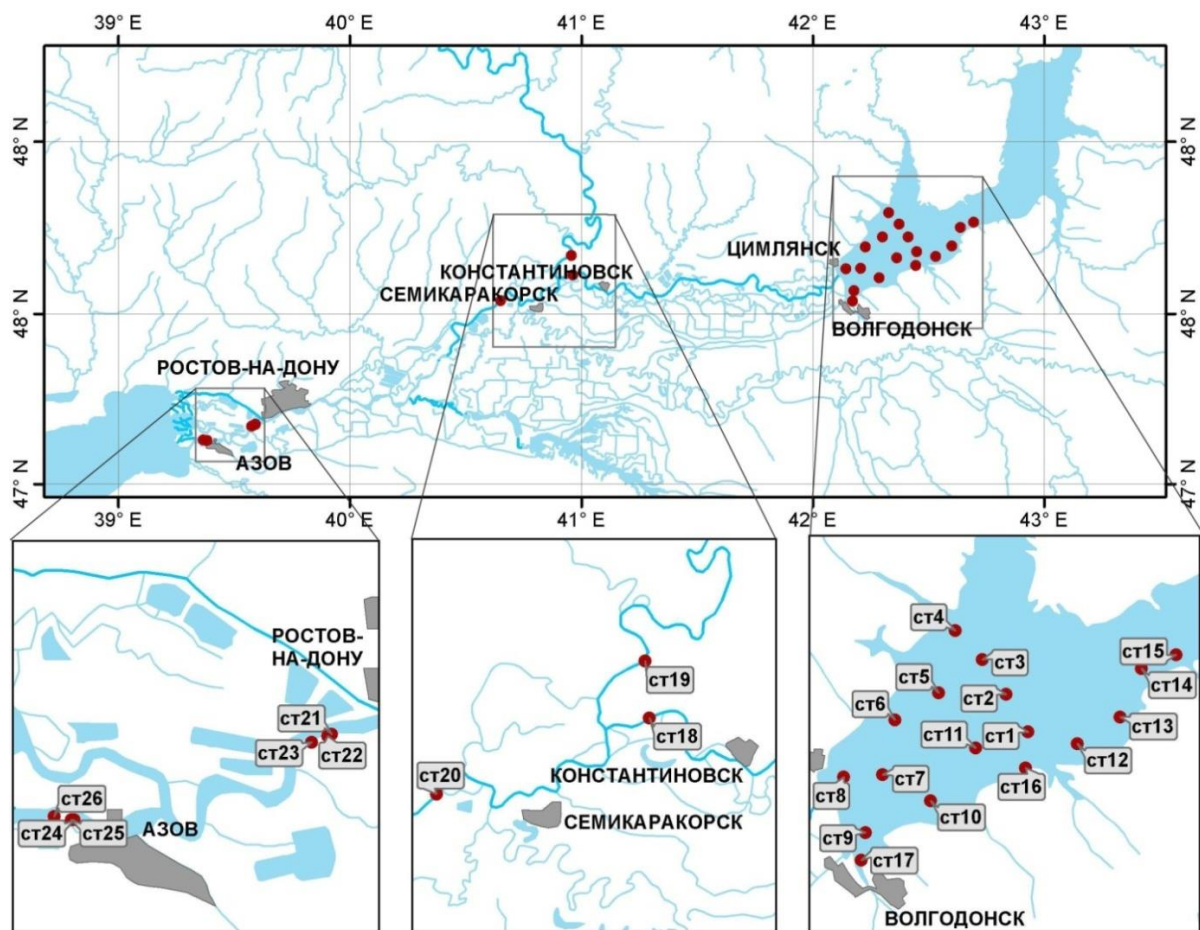 39° E
40° E
41° E
42° E
43° E
48° N
48° N
ЦИМЛЯНСК
КОНСТАНТИНОВСК
48° N
48° N
СЕМИКАРАКОРСК
ВОЛГОДОНСК
РОСТОВ-НА-ДОНУ
АЗОВ
47° N
47° N
39° E
40° E
41° E
42° E
43° E
РОСТОВ-
НА-ДОНУ
ст21
ст23
ст22
ст26
ст24
ст25
АЗОВ
ст19
ст18
КОНСТАНТИНОВСК
ст20
СЕМИКАРАКОРСК
ст4
ст3
ст15
ст14
ст5
ст2
ст6
ст11
ст1
ст13
ст12
ст7
ст8
ст16
ст10
ст9
ст17
ВОЛГОДОНСК